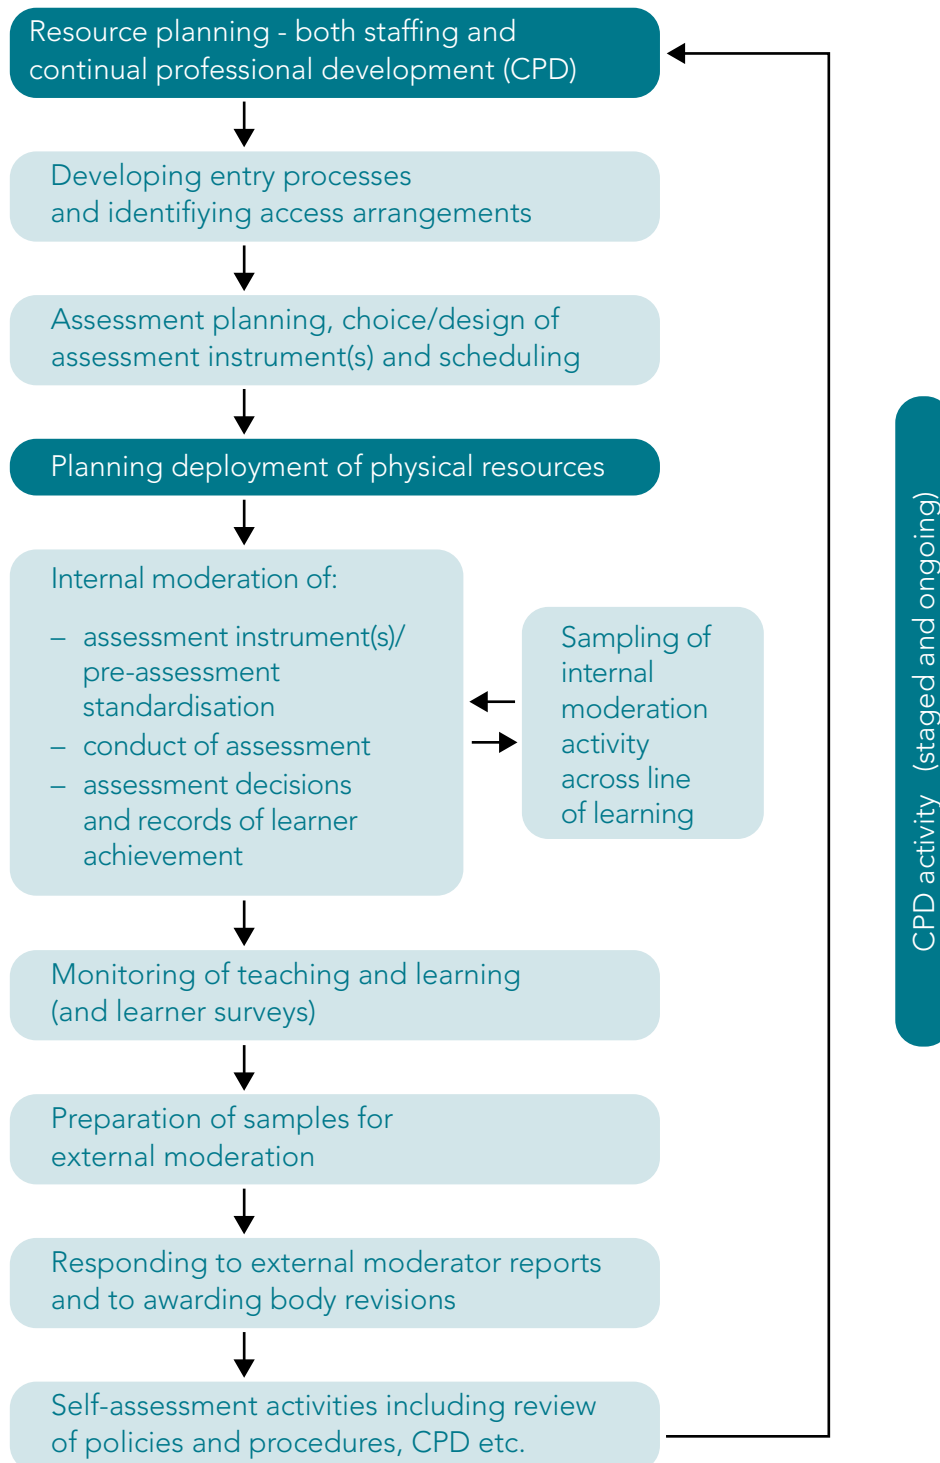 Resource planning - both staffing and
continual professional development (CPD)
Developing entry processes
and identifiying access arrangements
Assessment planning, choice/design of
assessment instrument(s) and scheduling
Planning deployment of physical resources
Internal moderation of:
– assessment instrument(s)/
pre-assessment
standardisation
– conduct of assessment
– assessment decisions
and records of learner
achievement
Sampling of
internal
moderation
activity
across line
of learning
Monitoring of teaching and learning
(and learner surveys)
Preparation of samples for
external moderation
Responding to external moderator reports
and to awarding body revisions
Self-assessment activities including review
of policies and procedures, CPD etc.
CPD activity (staged and ongoing)